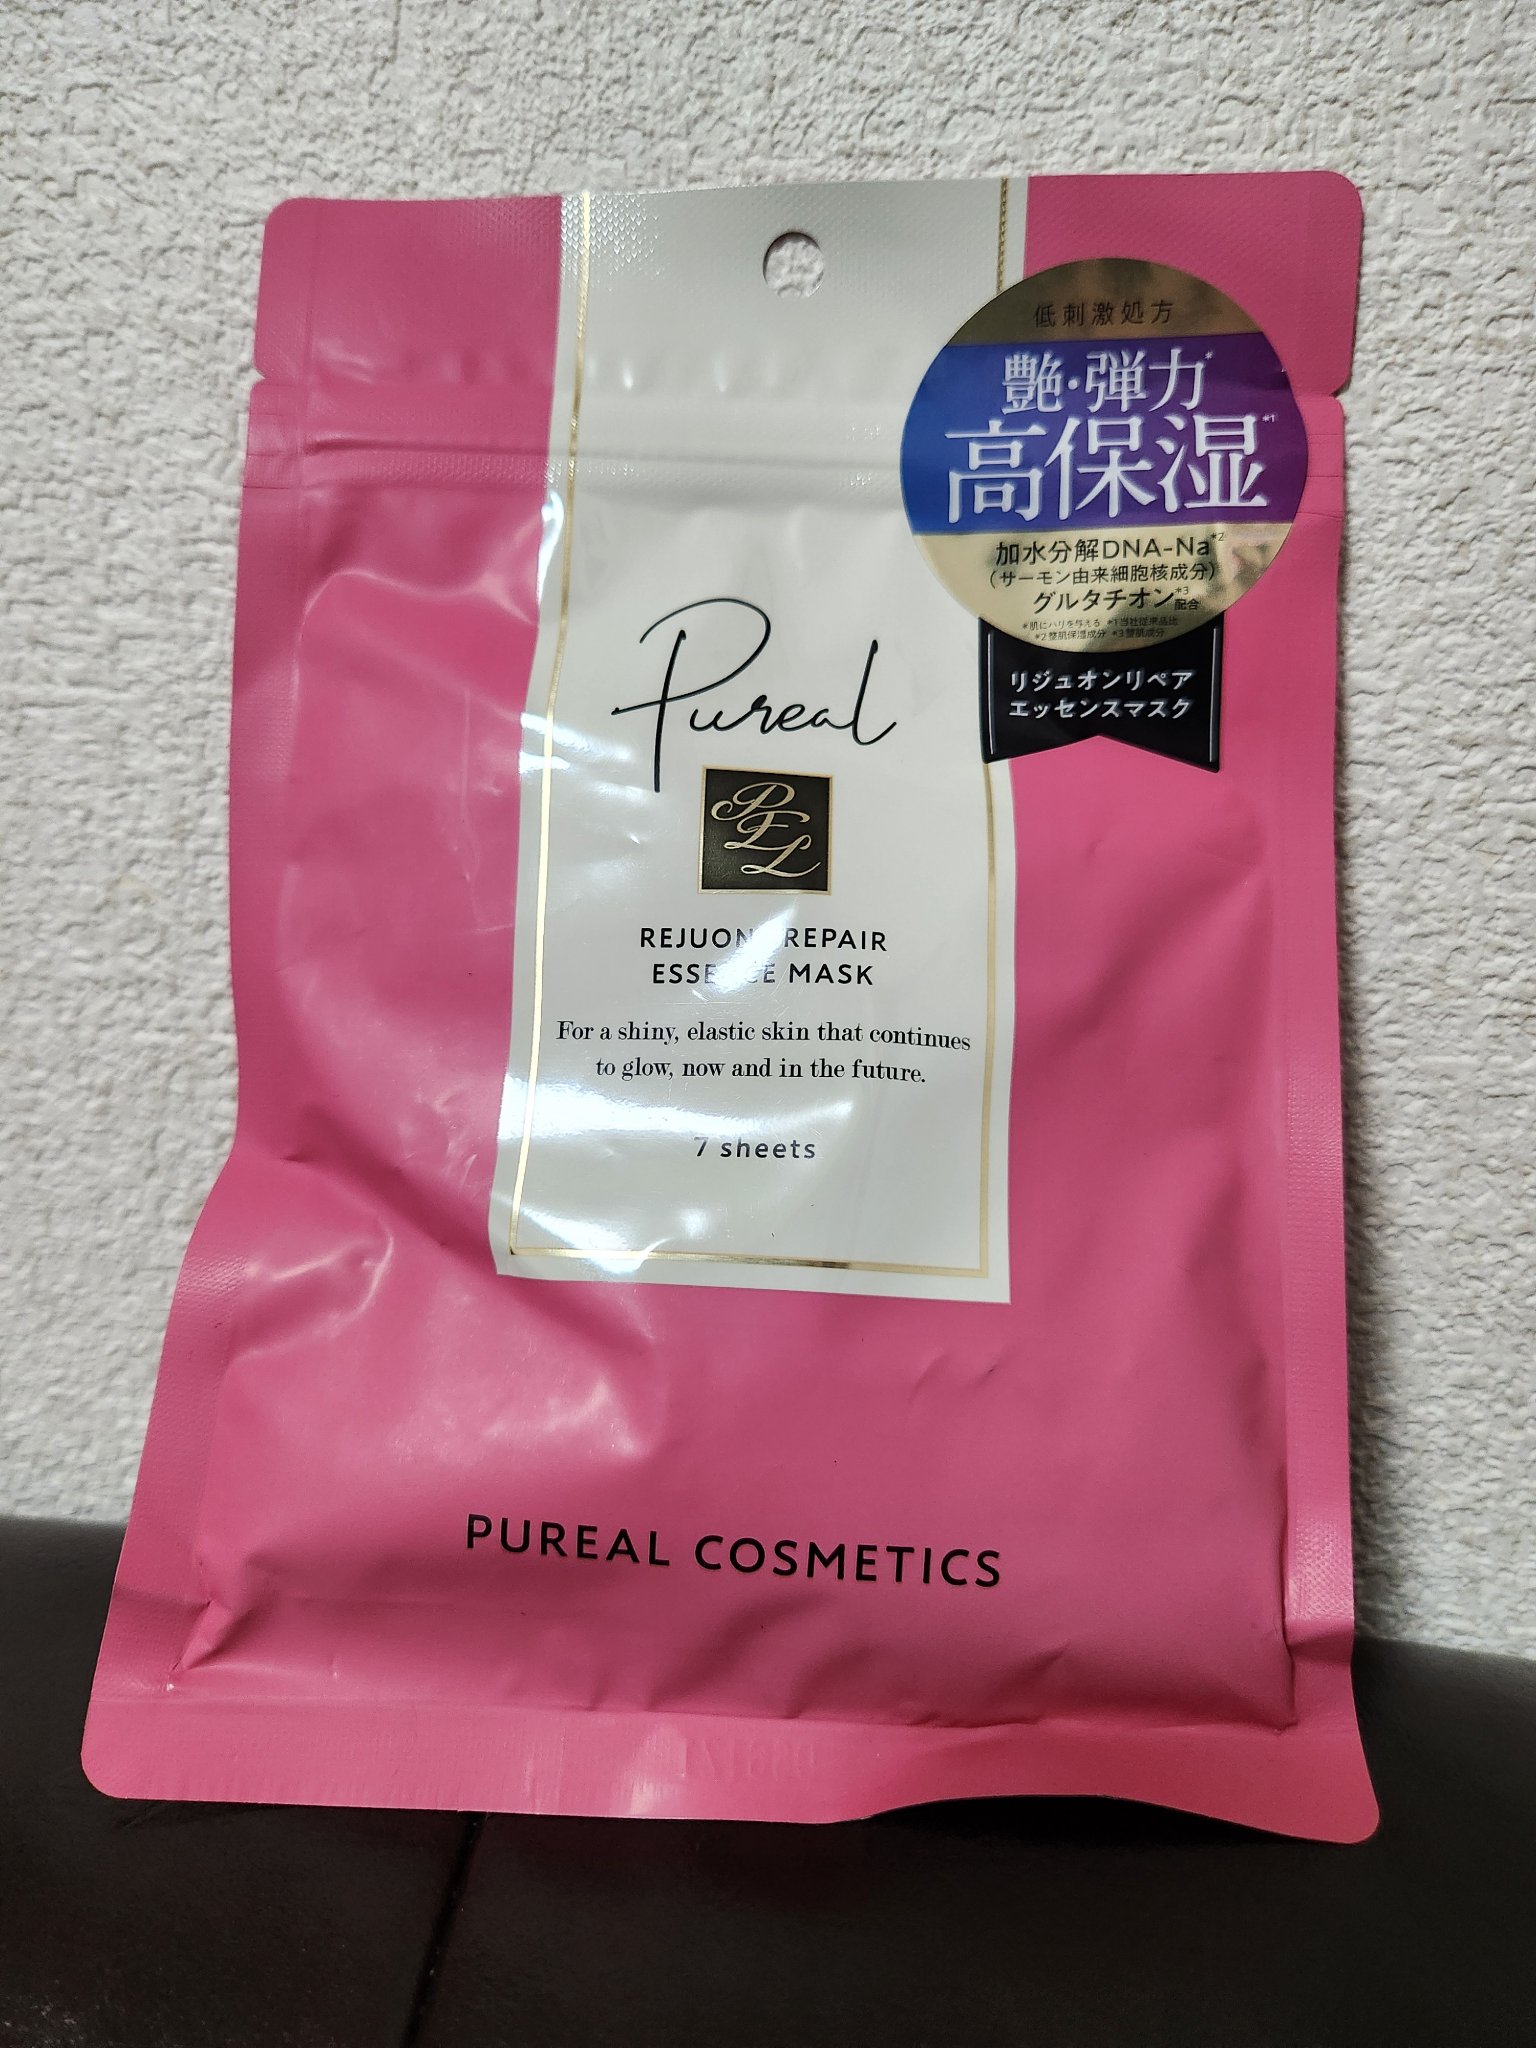 低刺激処方
艶・弾力*
高保湿*1
加水分解DNA-Na*2
(サーモン由来細胞核成分)
グルタチオン*3配合
*肌にハリを与える *1当社従来品比
*2整肌保湿成分 *3整肌成分
リジュオンリペア
エッセンスマスク
Pureal
PEL
REJUON REPAIR
ESSENCE MASK
For a shiny, elastic skin that continues
to glow, now and in the future.
7 sheets
PUREAL COSMETICS